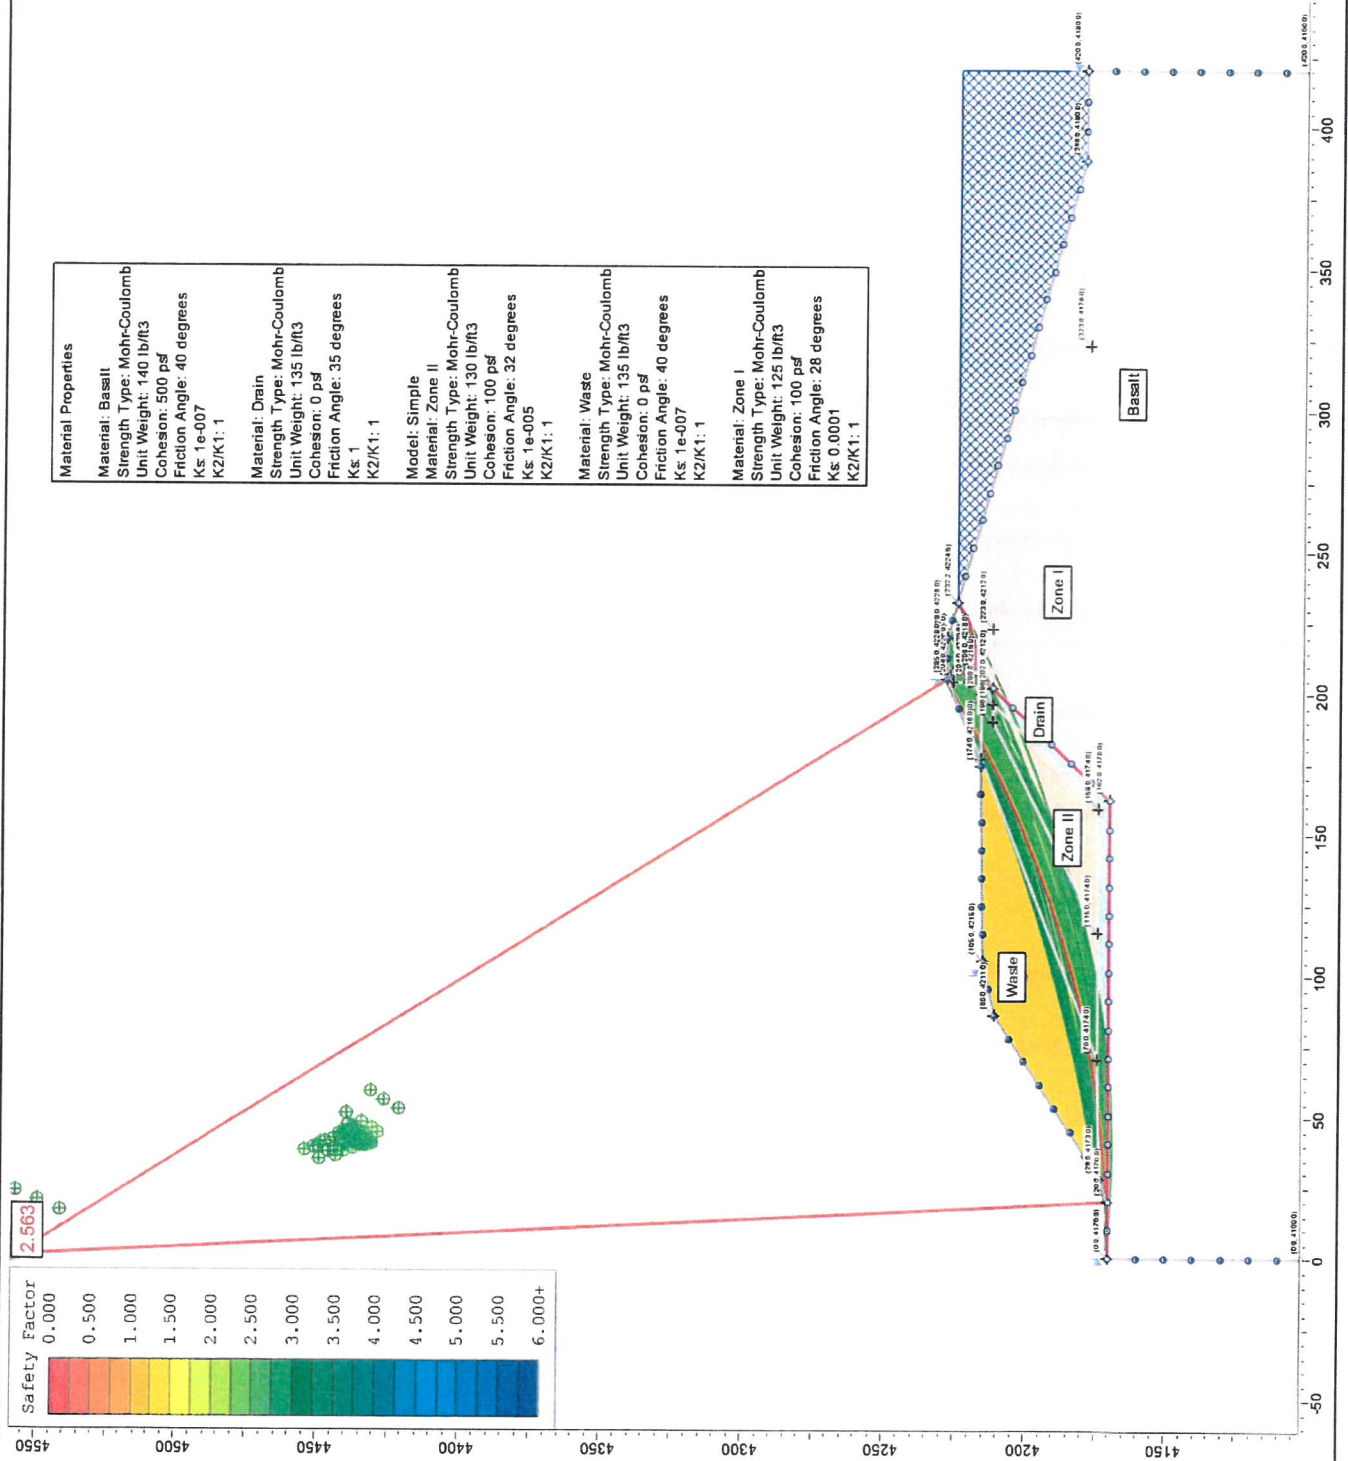 Safety Factor
0.000
0.500
1.000
1.500
2.000
2.500
3.000
3.500
4.000
4.500
5.000
5.500
6.000+
2.563
Material Properties
Material: Basalt
Strength Type: Mohr-Coulomb
Unit Weight: 140 lb/ft3
Cohesion: 500 psf
Friction Angle: 40 degrees
Ks: 1e-007
K2/K1: 1
Material: Drain
Strength Type: Mohr-Coulomb
Unit Weight: 135 lb/ft3
Cohesion: 0 psf
Friction Angle: 35 degrees
Ks: 1
K2/K1: 1
Model: Simple
Material: Zone II
Strength Type: Mohr-Coulomb
Unit Weight: 130 lb/ft3
Cohesion: 100 psf
Friction Angle: 32 degrees
Ks: 1e-005
K2/K1: 1
Material: Waste
Strength Type: Mohr-Coulomb
Unit Weight: 135 lb/ft3
Cohesion: 0 psf
Friction Angle: 40 degrees
Ks: 1e-007
K2/K1: 1
Material: Zone I
Strength Type: Mohr-Coulomb
Unit Weight: 125 lb/ft3
Cohesion: 100 psf
Friction Angle: 28 degrees
Ks: 0.0001
K2/K1: 1
Waste
Zone II
Drain
Zone I
Basalt
4550
4500
4450
4400
4350
4300
4250
4200
4150
-50
0
50
100
150
200
250
300
350
400